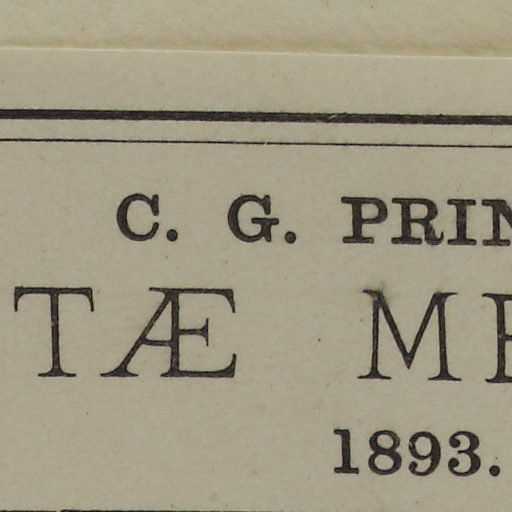 C. G. PRIN
TÆ ME
1893.